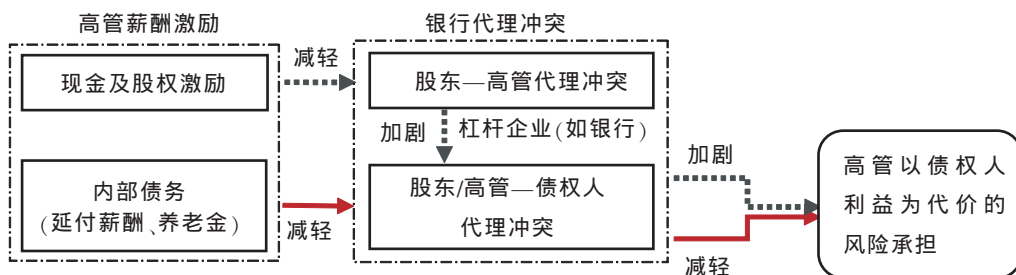 高管薪酬激励
银行代理冲突
现金及股权激励
减轻
股东—高管代理冲突
加剧
杠杆企业(如银行)
内部债务
(延付薪酬、养老金)
减轻
股东/高管—债权人
代理冲突
加剧
减轻
高管以债权人
利益为代价的
风险承担